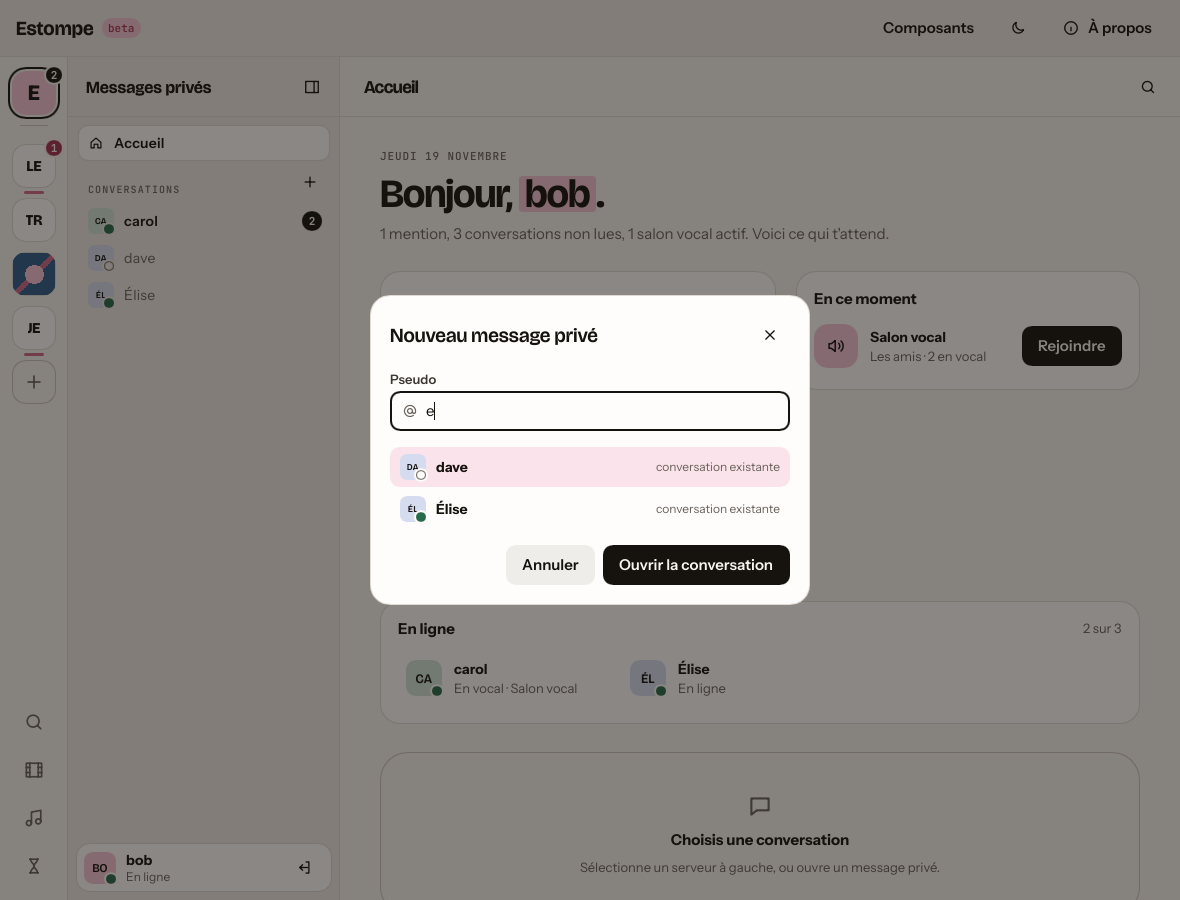 Estompe beta
Composants
À propos
E
2
LE
1
TR
JE
Messages privés
Accueil
CONVERSATIONS
CA carol 2
DA dave
ÉL Élise
BO bob
En ligne
Accueil
JEUDI 19 NOVEMBRE
Bonjour, bob.
1 mention, 3 conversations non lues, 1 salon vocal actif. Voici ce qui t'attend.
En ce moment
Salon vocal
Les amis · 2 en vocal
Rejoindre
Nouveau message privé
Pseudo
@ e
DA dave conversation existante
ÉL Élise conversation existante
Annuler
Ouvrir la conversation
En ligne 2 sur 3
CA carol
En vocal · Salon vocal
ÉL Élise
En ligne
Choisis une conversation
Sélectionne un serveur à gauche, ou ouvre un message privé.